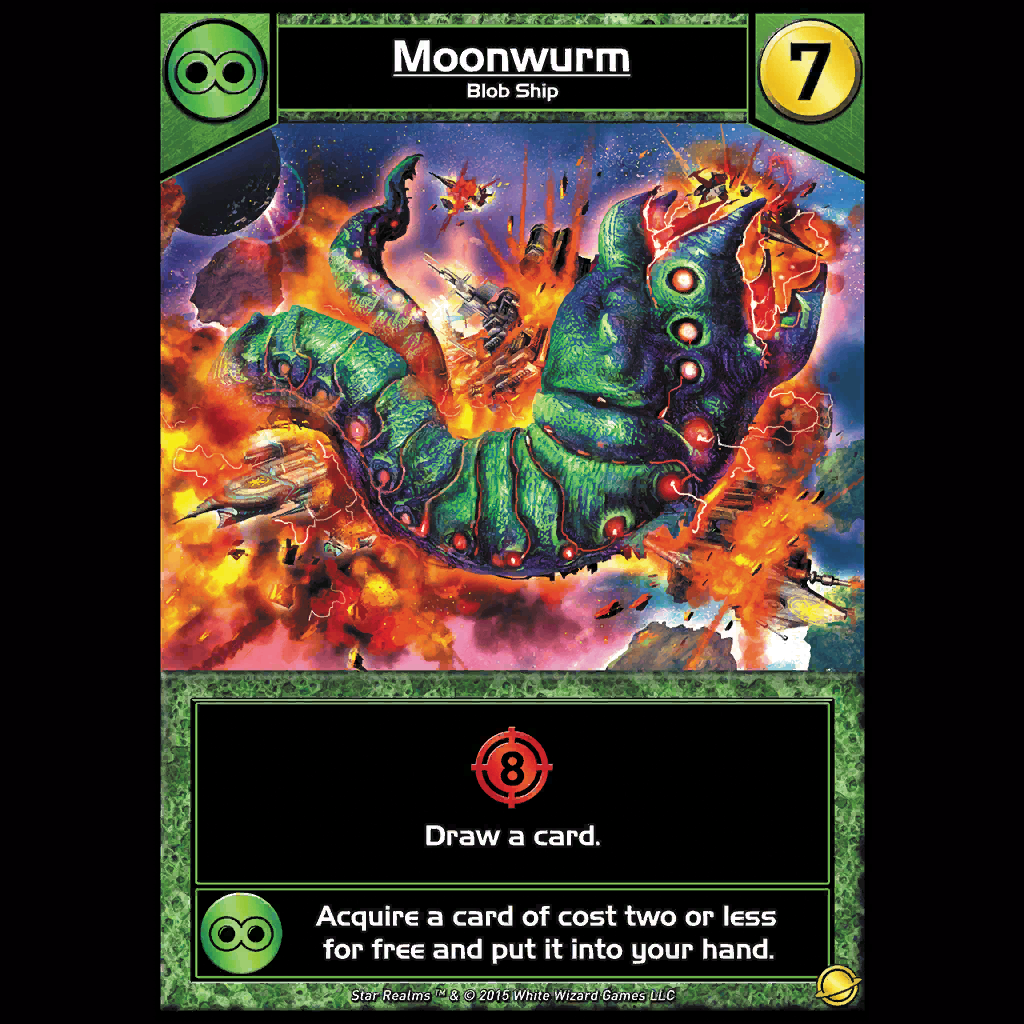 Moonwurm
Blob Ship
7
8
Draw a card.
Acquire a card of cost two or less
for free and put it into your hand.
Star Realms ™ & © 2015 White Wizard Games LLC